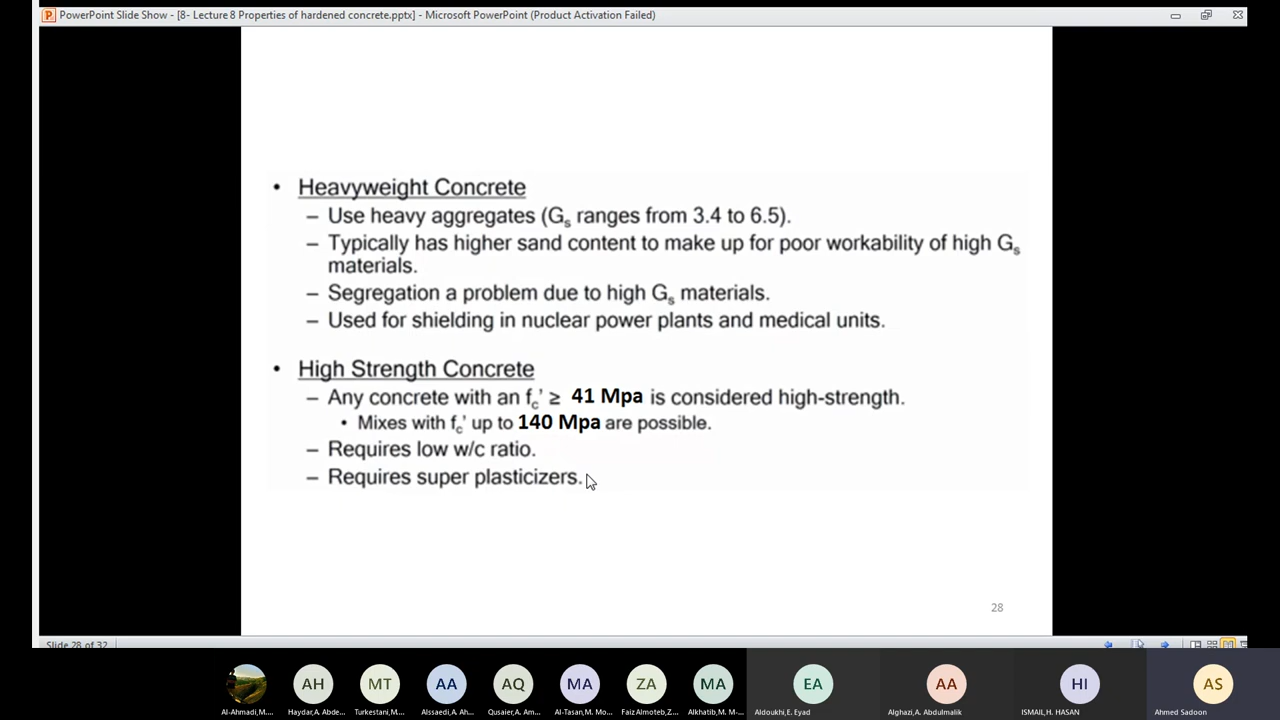 PowerPoint Slide Show - [8- Lecture 8 Properties of hardened concrete.pptx] - Microsoft PowerPoint (Product Activation Failed)
• Heavyweight Concrete
– Use heavy aggregates (Gs ranges from 3.4 to 6.5).
– Typically has higher sand content to make up for poor workability of high Gs
materials.
– Segregation a problem due to high Gs materials.
– Used for shielding in nuclear power plants and medical units.
• High Strength Concrete
– Any concrete with an fc' ≥ 41 Mpa is considered high-strength.
• Mixes with fc' up to 140 Mpa are possible.
– Requires low w/c ratio.
– Requires super plasticizers.
28
Slide 28 of 32
AH MT AA AQ MA ZA MA EA AA HI AS
Al-Ahmadi,M.... Haydar,A. Abde... Turkestani,M.... Alssaedi,A. Ah... Qusaier,A. Am... Al-Tasan,M. Mo... Faiz Almoteb,Z... Alkhatib,M. M-... Aldoukhi,E. Eyad Alghazi,A. Abdulmalik ISMAIL,H. HASAN Ahmed Sadoon